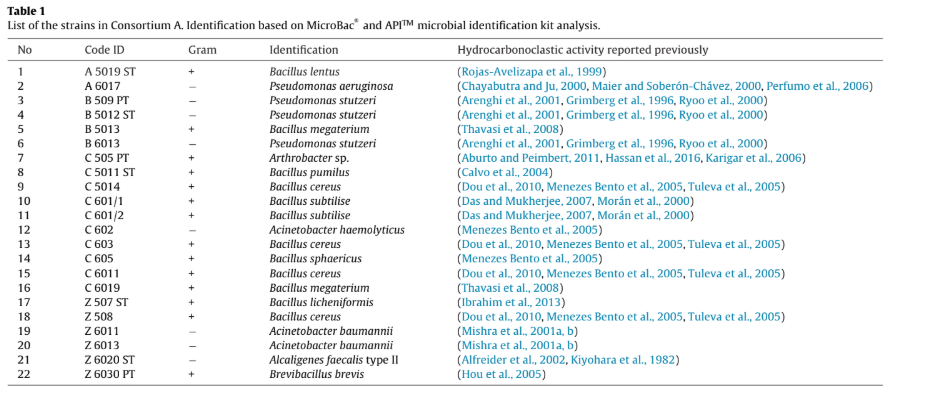 Table 1
List of the strains in Consortium A. Identification based on MicroBac® and API™ microbial identification kit analysis.
No Code ID Gram Identification Hydrocarbonoclastic activity reported previously
1 A 5019 ST + Bacillus lentus (Rojas-Avelizapa et al., 1999)
2 A 6017 − Pseudomonas aeruginosa (Chayabutra and Ju, 2000, Maier and Soberón-Chávez, 2000, Perfumo et al., 2006)
3 B 509 PT − Pseudomonas stutzeri (Arenghi et al., 2001, Grimberg et al., 1996, Ryoo et al., 2000)
4 B 5012 ST − Pseudomonas stutzeri (Arenghi et al., 2001, Grimberg et al., 1996, Ryoo et al., 2000)
5 B 5013 + Bacillus megaterium (Thavasi et al., 2008)
6 B 6013 − Pseudomonas stutzeri (Arenghi et al., 2001, Grimberg et al., 1996, Ryoo et al., 2000)
7 C 505 PT + Arthrobacter sp. (Aburto and Peimbert, 2011, Hassan et al., 2016, Karigar et al., 2006)
8 C 5011 ST + Bacillus pumilus (Calvo et al., 2004)
9 C 5014 + Bacillus cereus (Dou et al., 2010, Menezes Bento et al., 2005, Tuleva et al., 2005)
10 C 601/1 + Bacillus subtilise (Das and Mukherjee, 2007, Morán et al., 2000)
11 C 601/2 + Bacillus subtilise (Das and Mukherjee, 2007, Morán et al., 2000)
12 C 602 − Acinetobacter haemolyticus (Menezes Bento et al., 2005)
13 C 603 + Bacillus cereus (Dou et al., 2010, Menezes Bento et al., 2005, Tuleva et al., 2005)
14 C 605 + Bacillus sphaericus (Menezes Bento et al., 2005)
15 C 6011 + Bacillus cereus (Dou et al., 2010, Menezes Bento et al., 2005, Tuleva et al., 2005)
16 C 6019 + Bacillus megaterium (Thavasi et al., 2008)
17 Z 507 ST + Bacillus licheniformis (Ibrahim et al., 2013)
18 Z 508 + Bacillus cereus (Dou et al., 2010, Menezes Bento et al., 2005, Tuleva et al., 2005)
19 Z 6011 − Acinetobacter baumannii (Mishra et al., 2001a, b)
20 Z 6013 − Acinetobacter baumannii (Mishra et al., 2001a, b)
21 Z 6020 ST − Alcaligenes faecalis type II (Alfreider et al., 2002, Kiyohara et al., 1982)
22 Z 6030 PT + Brevibacillus brevis (Hou et al., 2005)